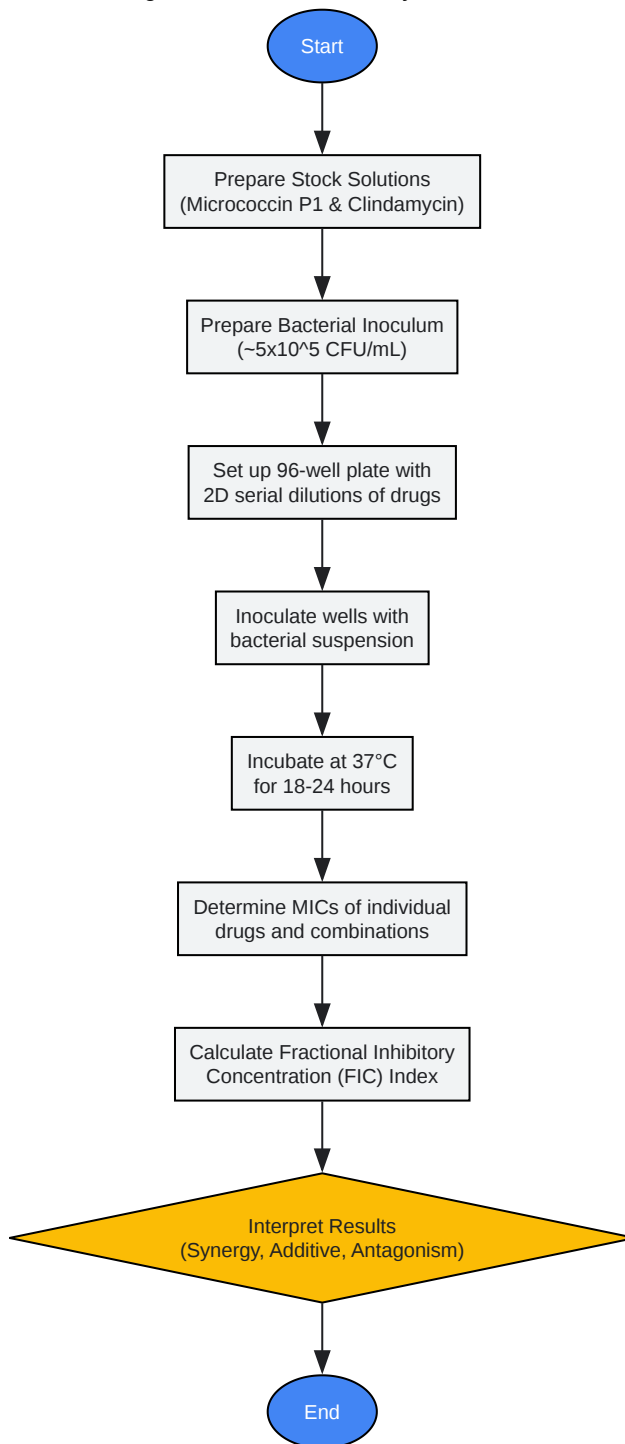 Start
Prepare Stock Solutions
(Micrococcin P1 & Clindamycin)
Prepare Bacterial Inoculum
(~5x10^5 CFU/mL)
Set up 96-well plate with
2D serial dilutions of drugs
Inoculate wells with
bacterial suspension
Incubate at 37°C
for 18-24 hours
Determine MICs of individual
drugs and combinations
Calculate Fractional Inhibitory
Concentration (FIC) Index
Interpret Results
(Synergy, Additive, Antagonism)
End